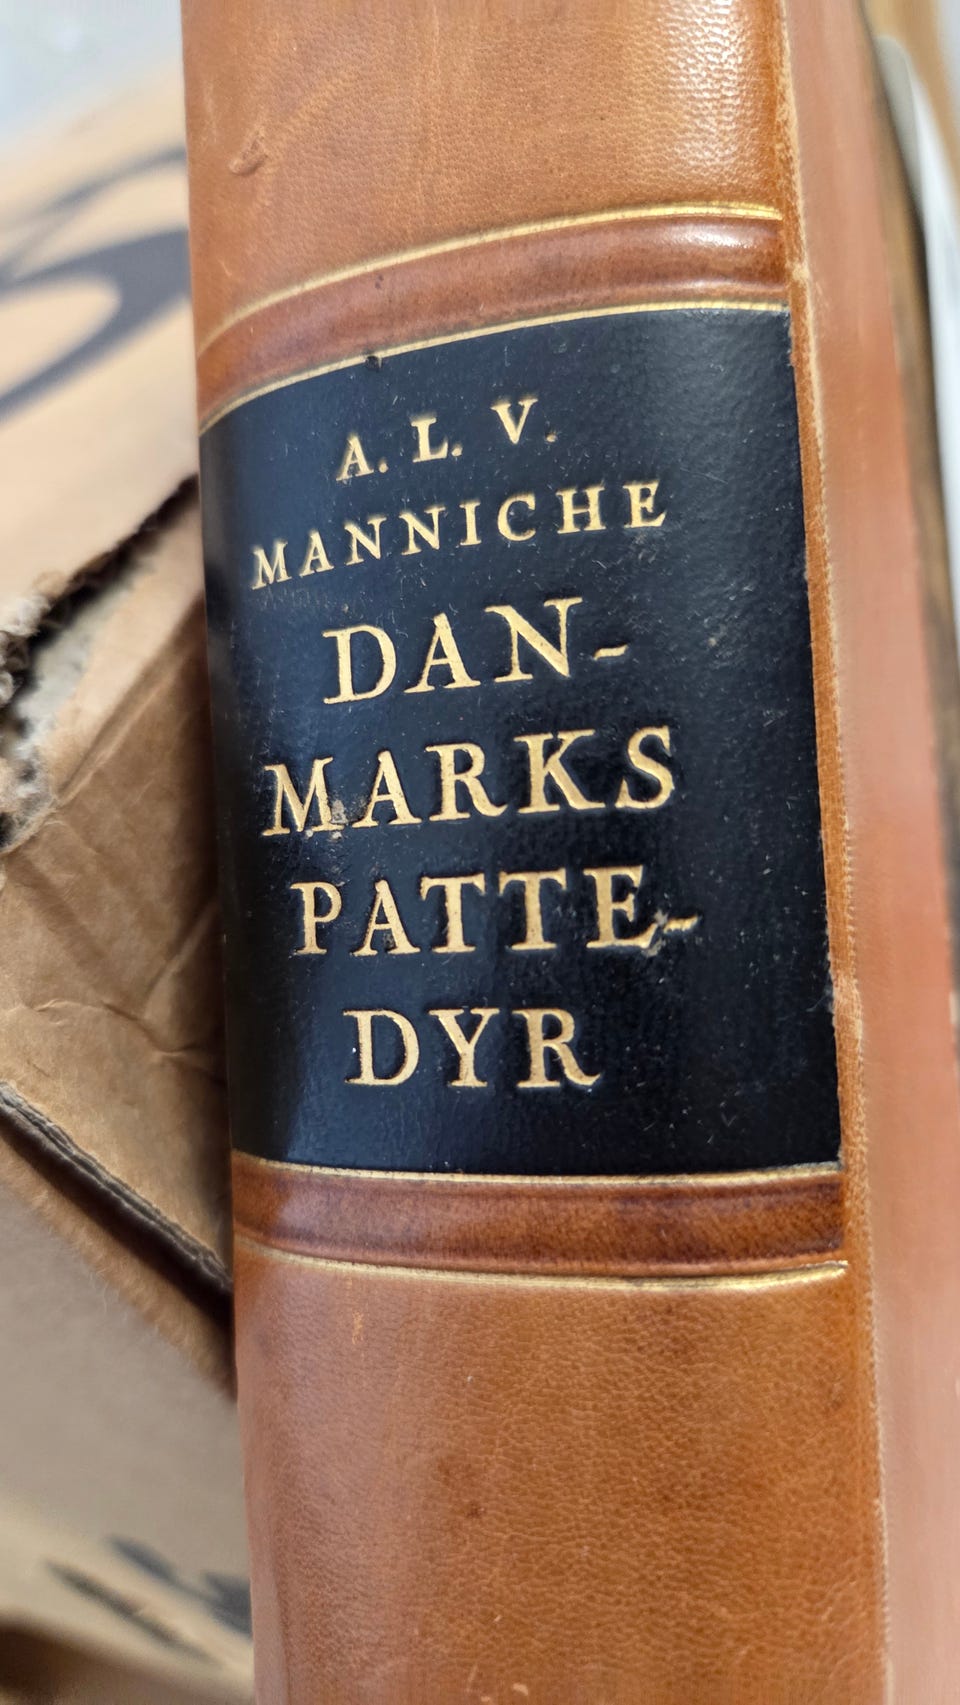 A. L. V.
MANNICHE
DAN-
MARKS
PATTE-
DYR